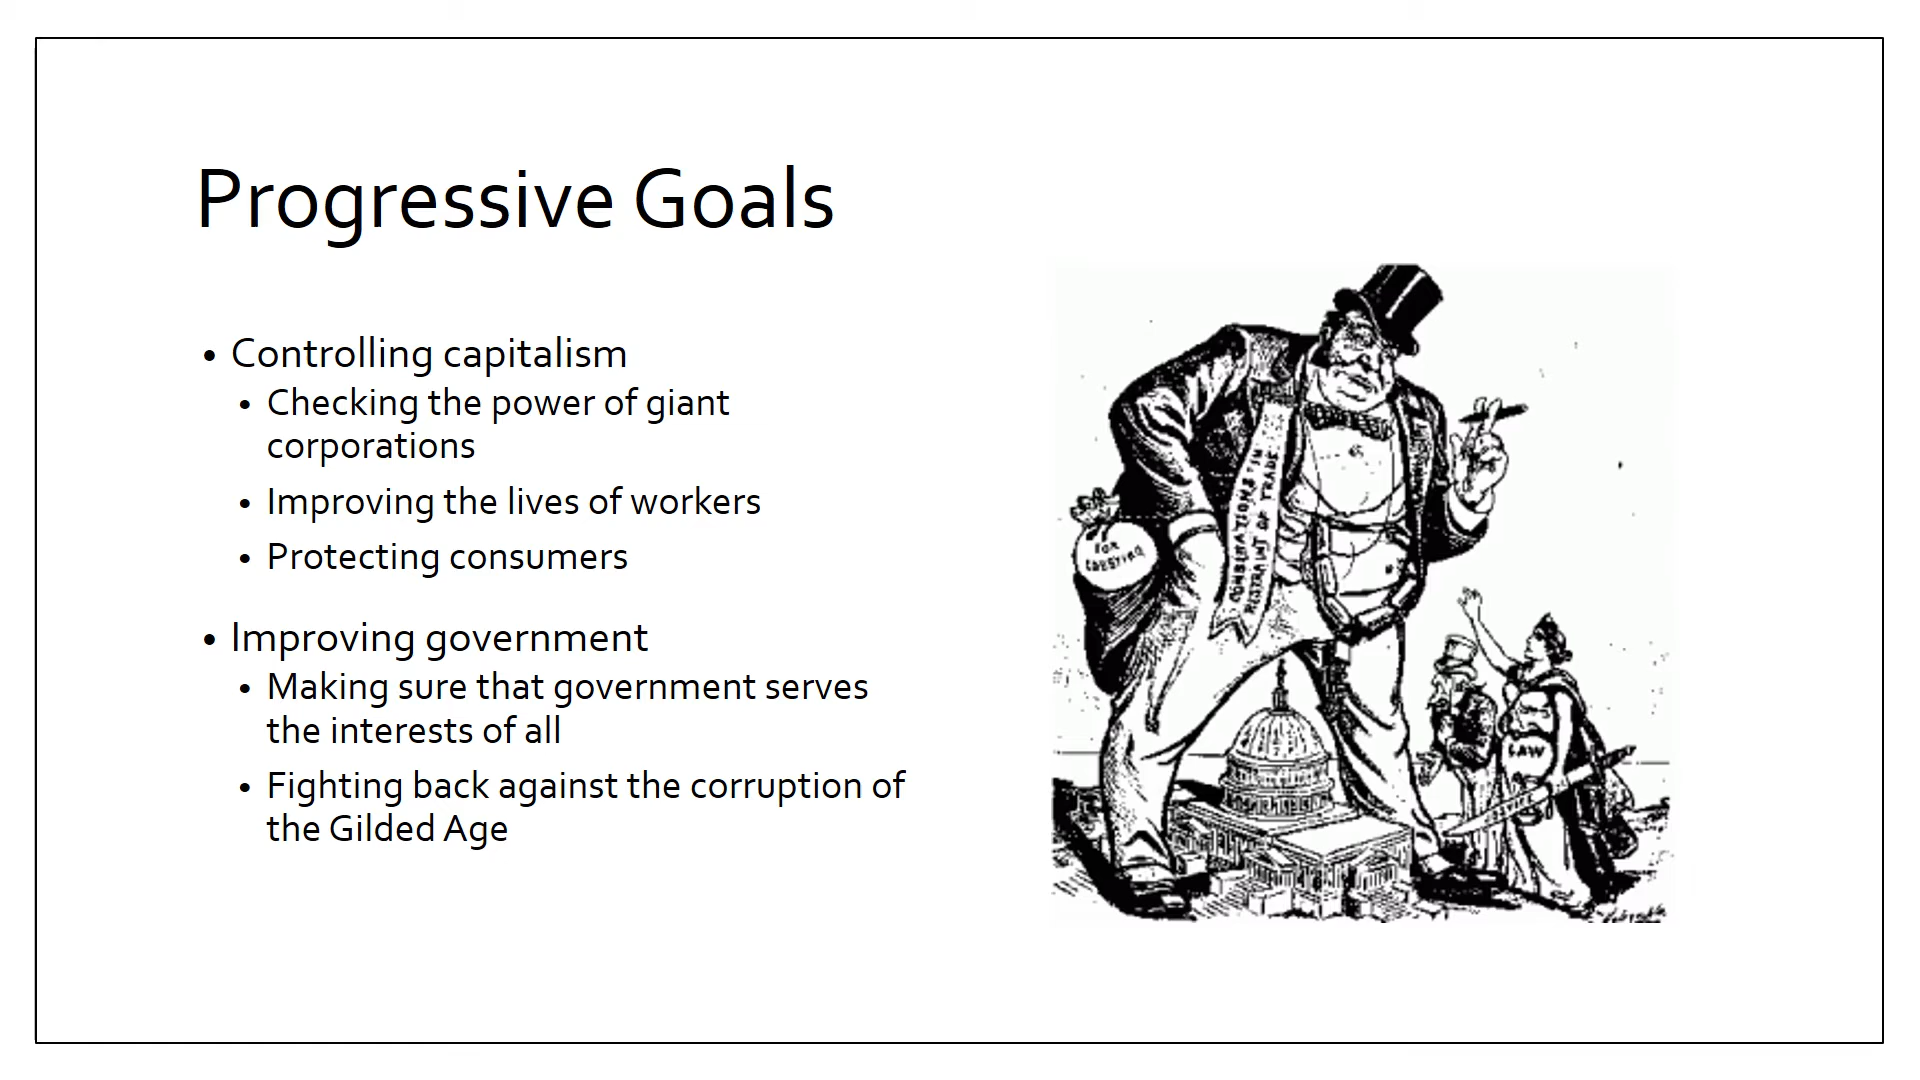 Progressive Goals
• Controlling capitalism
• Checking the power of giant
corporations
• Improving the lives of workers
• Protecting consumers
• Improving government
• Making sure that government serves
the interests of all
• Fighting back against the corruption of
the Gilded Age
COMBINATIONS IN
RESTRAINT OF TRADE
FOR
LAW